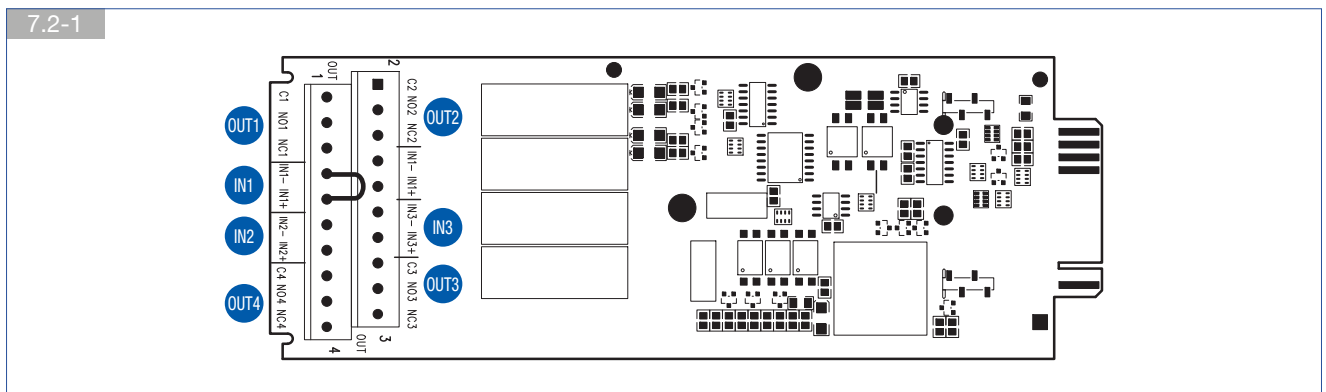 7.2-1
OUT
1
2
C1 NO1 NC1
IN1- IN1+
IN2- IN2+
C4 NO4 NC4
C2 NO2 NC2
IN1- IN1+
IN3- IN3+
C3 NO3 NC3
OUT1
IN1
IN2
OUT4
OUT2
IN3
OUT3
4
OUT
3